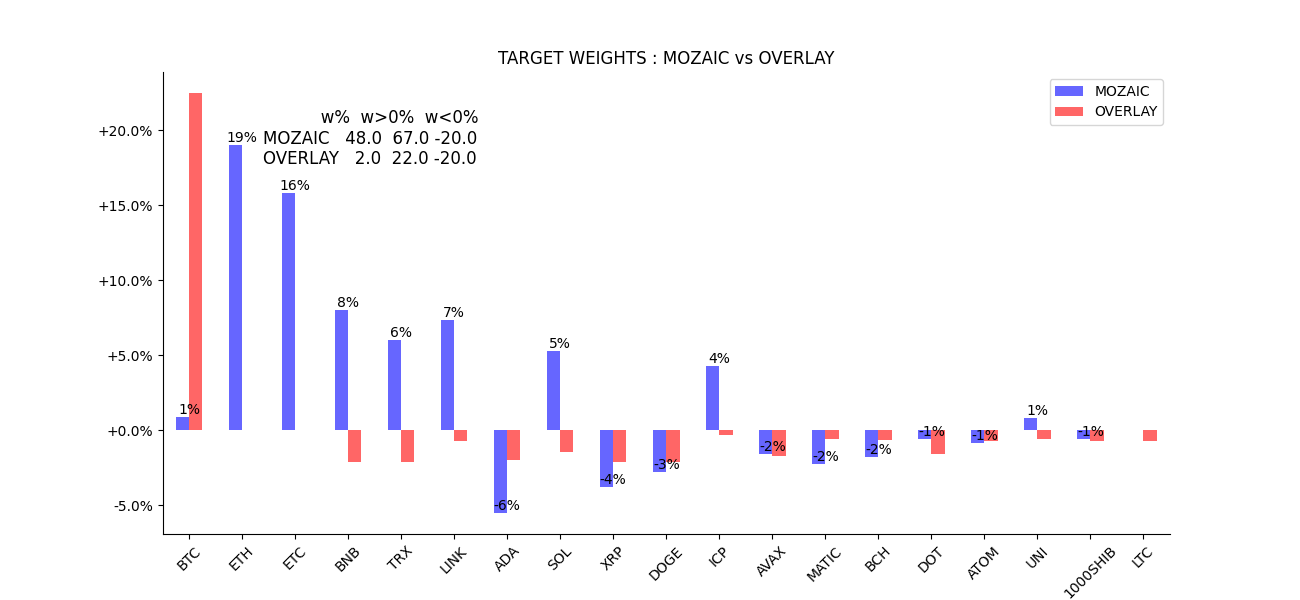 TARGET WEIGHTS : MOZAIC vs OVERLAY
MOZAIC
OVERLAY
w% w>0% w<0%
MOZAIC 48.0 67.0 -20.0
OVERLAY 2.0 22.0 -20.0
+20.0%
+15.0%
+10.0%
+5.0%
+0.0%
-5.0%
1%
19%
16%
8%
6%
7%
-6%
5%
-4%
-3%
4%
-2%
-2%
-2%
-1%
-1%
1%
-1%
BTC
ETH
ETC
BNB
TRX
LINK
ADA
SOL
XRP
DOGE
ICP
AVAX
MATIC
BCH
DOT
ATOM
UNI
1000SHIB
LTC